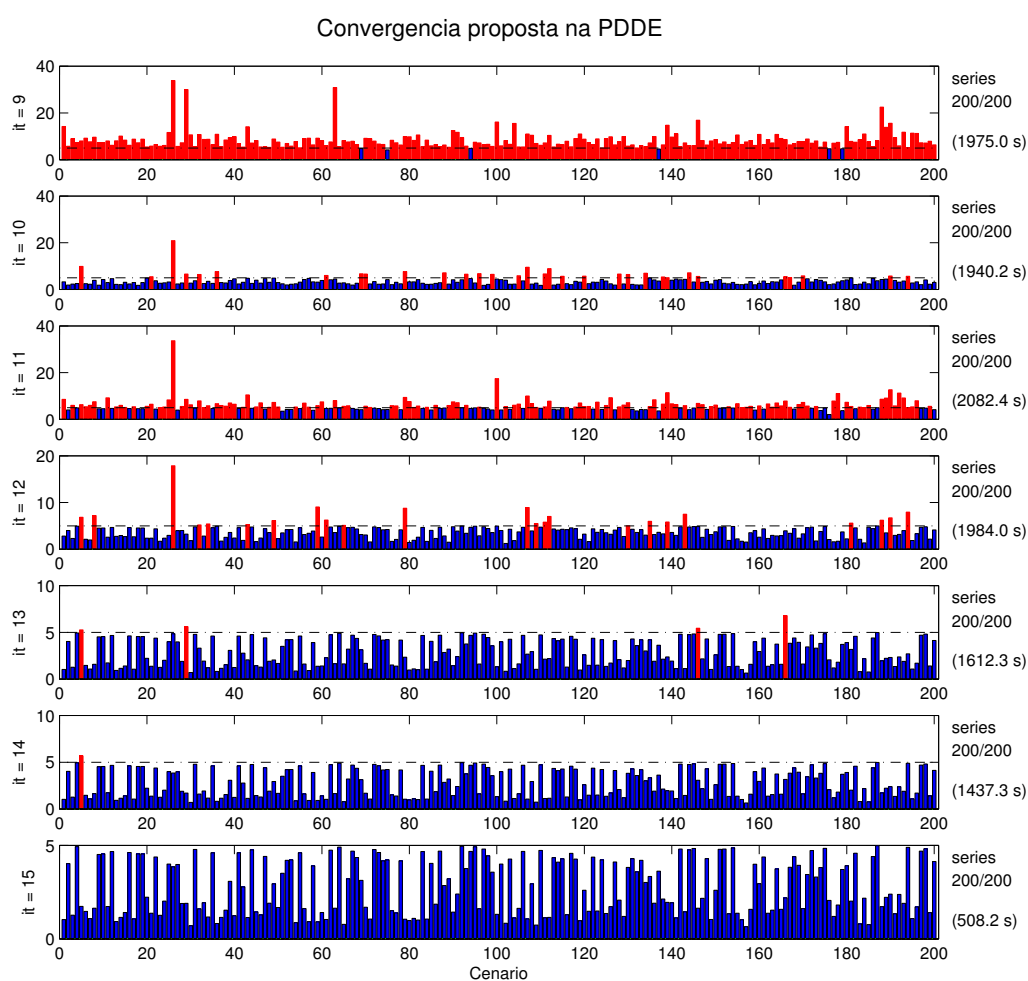 Convergencia proposta na PDDE
it = 9
40
20
0
0 20 40 60 80 100 120 140 160 180 200
series
200/200
(1975.0 s)
it = 10
40
20
0
0 20 40 60 80 100 120 140 160 180 200
series
200/200
(1940.2 s)
it = 11
40
20
0
0 20 40 60 80 100 120 140 160 180 200
series
200/200
(2082.4 s)
it = 12
20
10
0
0 20 40 60 80 100 120 140 160 180 200
series
200/200
(1984.0 s)
it = 13
10
5
0
0 20 40 60 80 100 120 140 160 180 200
series
200/200
(1612.3 s)
it = 14
10
5
0
0 20 40 60 80 100 120 140 160 180 200
series
200/200
(1437.3 s)
it = 15
5
0
0 20 40 60 80 100 120 140 160 180 200
series
200/200
(508.2 s)
Cenario